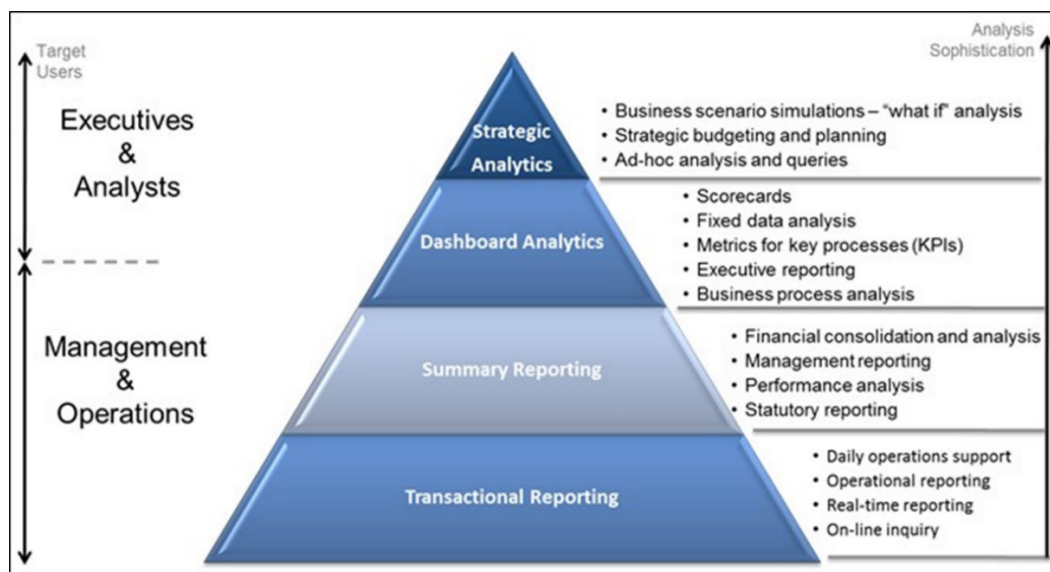 Target
Users
Analysis
Sophistication
Executives
&
Analysts
Strategic
Analytics
• Business scenario simulations – “what if” analysis
• Strategic budgeting and planning
• Ad-hoc analysis and queries
Dashboard Analytics
• Scorecards
• Fixed data analysis
• Metrics for key processes (KPIs)
• Executive reporting
• Business process analysis
Management
&
Operations
Summary Reporting
• Financial consolidation and analysis
• Management reporting
• Performance analysis
• Statutory reporting
Transactional Reporting
• Daily operations support
• Operational reporting
• Real-time reporting
• On-line inquiry